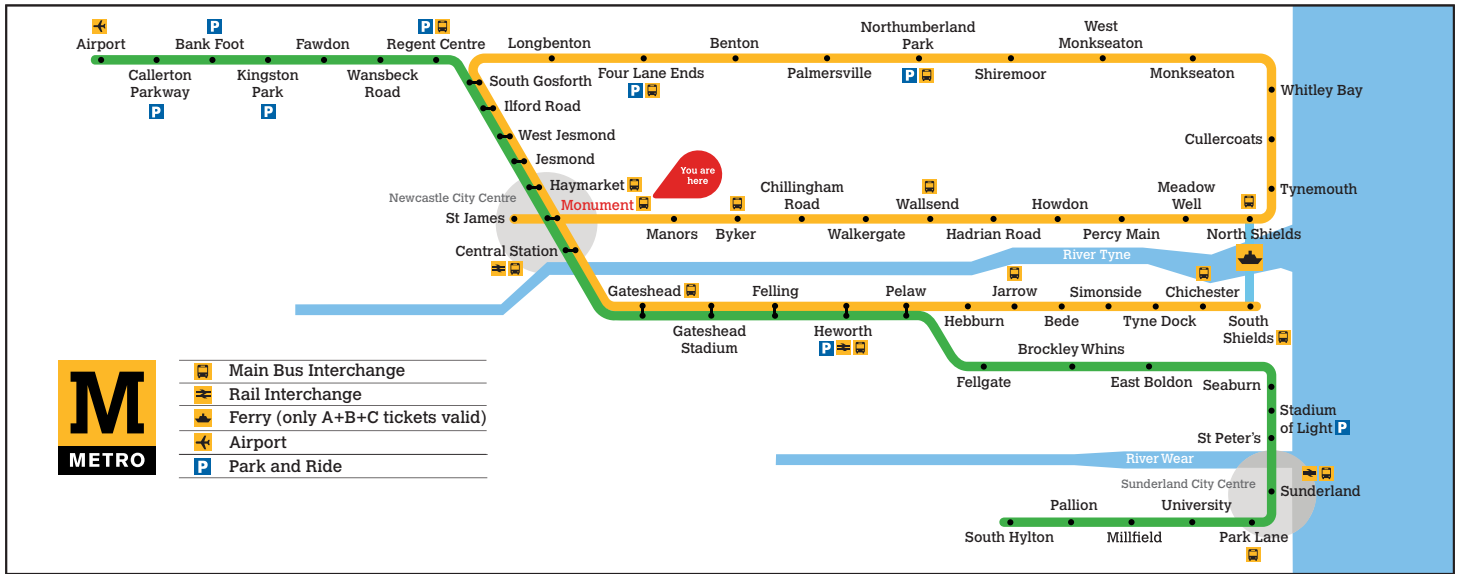 Airport
Callerton
Parkway
P
Bank Foot
P
Kingston
Park
P
Fawdon
Wansbeck
Road
Regent Centre
P
Longbenton
Four Lane Ends
P
Benton
Palmersville
Northumberland
Park
P
Shiremoor
West
Monkseaton
Monkseaton
Whitley Bay
Cullercoats
Tynemouth
South Gosforth
Ilford Road
West Jesmond
Jesmond
Haymarket
Newcastle City Centre
Monument
You are
here
St James
Central Station
Manors
Byker
Chillingham
Road
Walkergate
Wallsend
Hadrian Road
Howdon
Percy Main
Meadow
Well
North Shields
River Tyne
Gateshead
Gateshead
Stadium
Felling
Heworth
P
Pelaw
Hebburn
Jarrow
Bede
Simonside
Tyne Dock
Chichester
South
Shields
Fellgate
Brockley Whins
East Boldon
Seaburn
Stadium
of Light P
St Peter's
River Wear
Sunderland City Centre
Sunderland
Park Lane
University
Millfield
Pallion
South Hylton
M
METRO
Main Bus Interchange
Rail Interchange
Ferry (only A+B+C tickets valid)
Airport
P Park and Ride